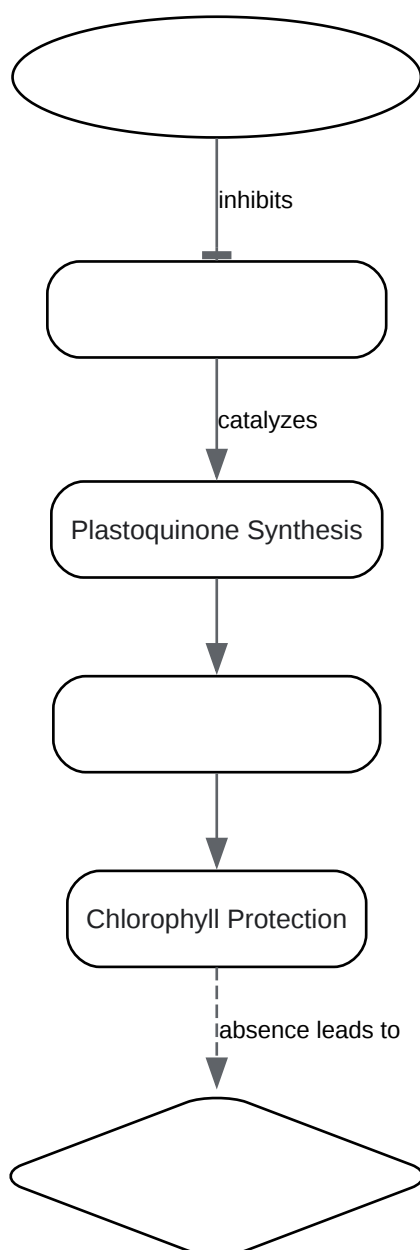 inhibits
catalyzes
Plastoquinone Synthesis
Chlorophyll Protection
absence leads to